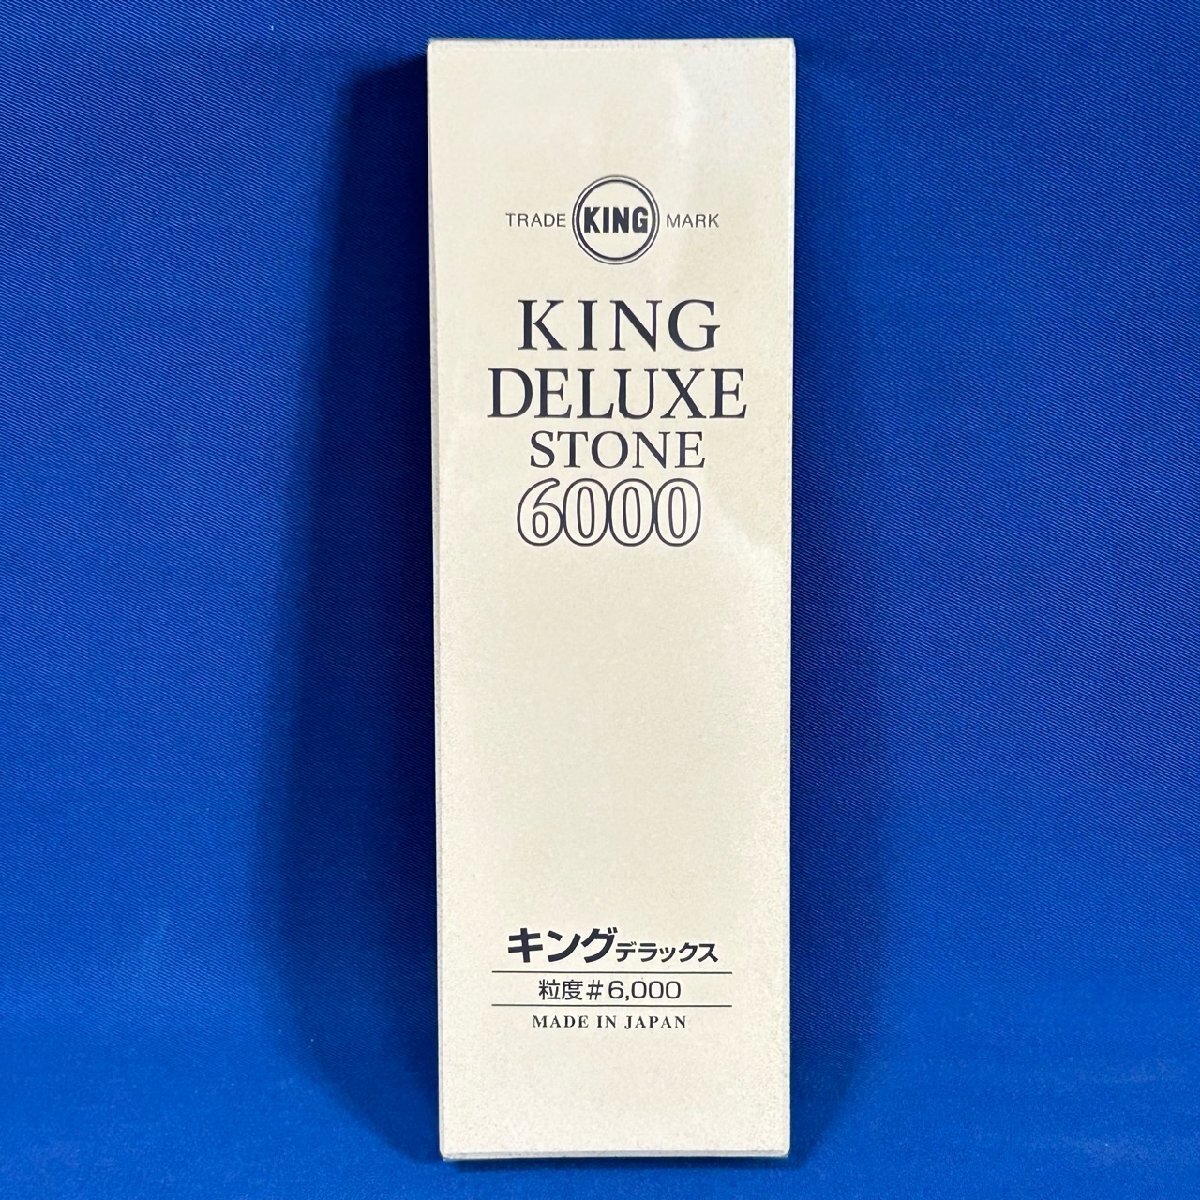 TRADE KING MARK
KING
DELUXE
STONE
6000
キングデラックス
粒度#6,000
MADE IN JAPAN